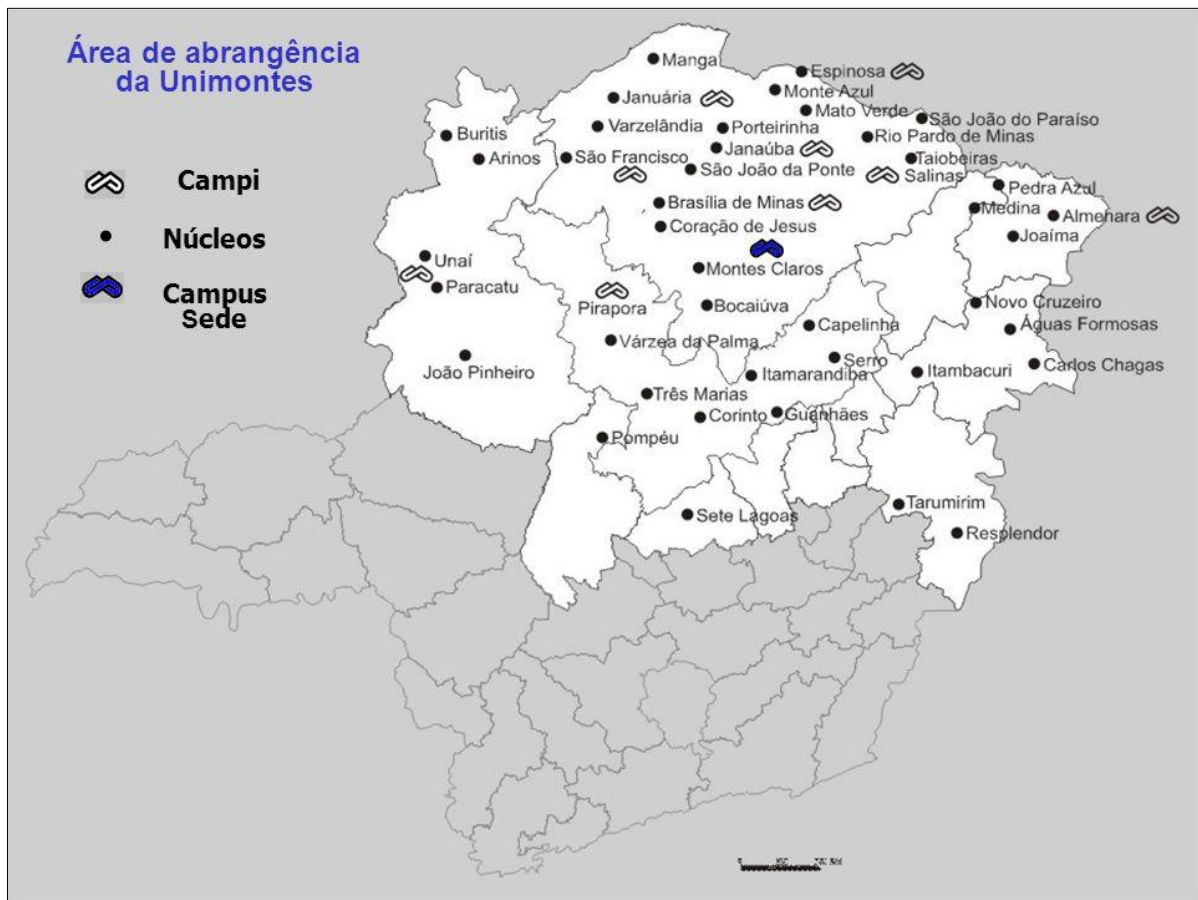 Área de abrangência
da Unimontes
Campi
Núcleos
Campus
Sede
Manga
Espinosa
Monte Azul
Januária
Mato Verde
São João do Paraíso
Varzelândia
Porteirinha
Rio Pardo de Minas
Buritis
Janaúba
Arinos
São Francisco
Taiobeiras
São João da Ponte
Salinas
Pedra Azul
Brasília de Minas
Medina
Almenara
Coração de Jesus
Joaíma
Unaí
Montes Claros
Paracatu
Pirapora
Bocaiúva
Novo Cruzeiro
Capelinha
Águas Formosas
Várzea da Palma
Serro
João Pinheiro
Itamarandiba
Itambacuri
Carlos Chagas
Três Marias
Corinto
Guanhães
Pompéu
Sete Lagoas
Tarumirim
Resplendor